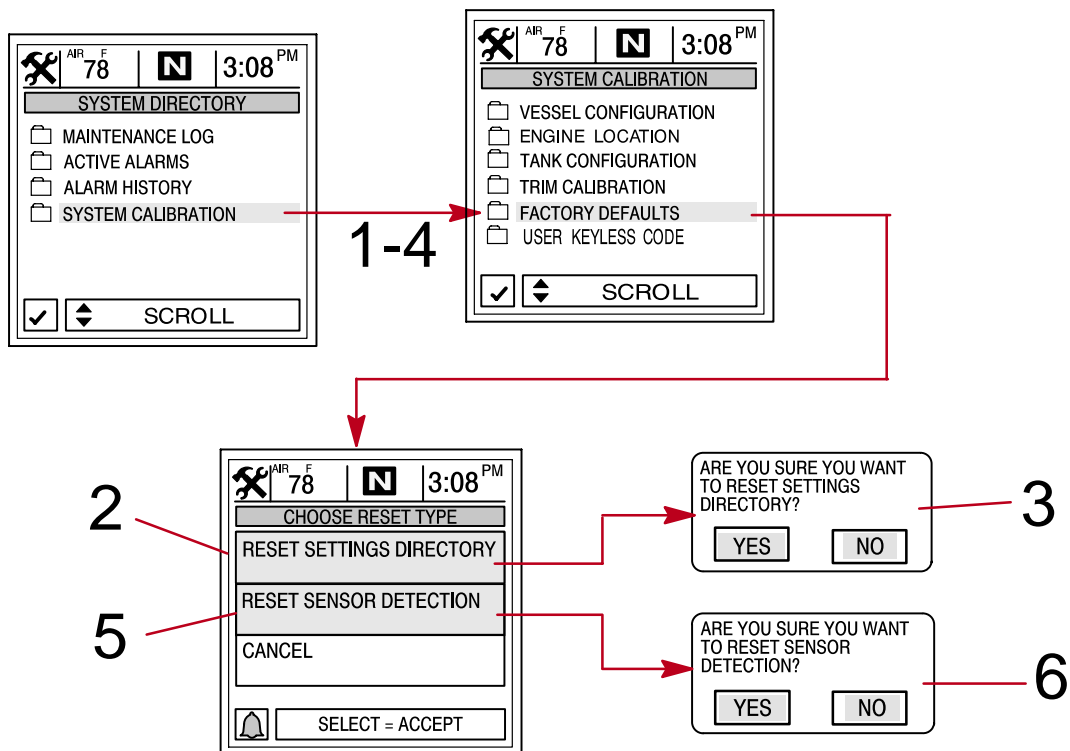 AIR F
78 N 3:08 PM
SYSTEM DIRECTORY
MAINTENANCE LOG
ACTIVE ALARMS
ALARM HISTORY
SYSTEM CALIBRATION
SCROLL
1-4
AIR F
78 N 3:08 PM
SYSTEM CALIBRATION
VESSEL CONFIGURATION
ENGINE LOCATION
TANK CONFIGURATION
TRIM CALIBRATION
FACTORY DEFAULTS
USER KEYLESS CODE
SCROLL
AIR F
78 N 3:08 PM
CHOOSE RESET TYPE
2
RESET SETTINGS DIRECTORY
5
RESET SENSOR DETECTION
CANCEL
SELECT = ACCEPT
ARE YOU SURE YOU WANT
TO RESET SETTINGS
DIRECTORY?
YES NO
3
ARE YOU SURE YOU WANT
TO RESET SENSOR
DETECTION?
YES NO
6